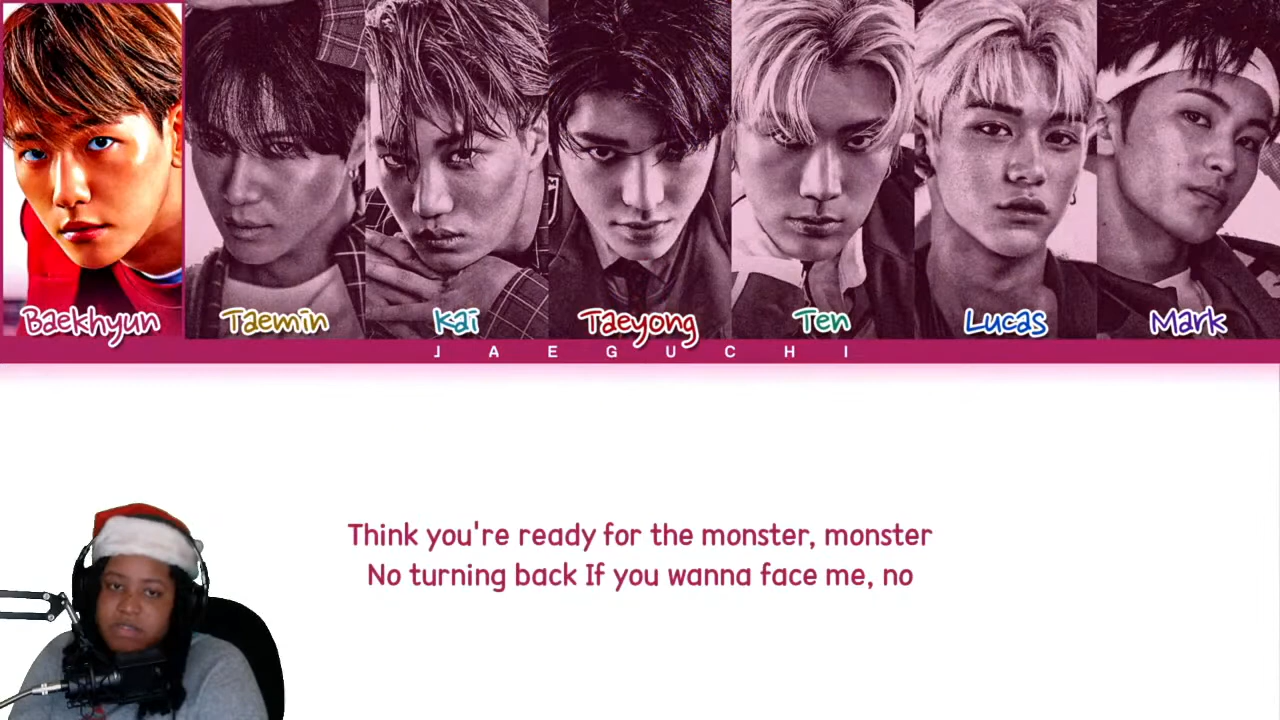 Baekhyun Taemin Kai Taeyong Ten Lucas Mark
JAEGUCHI
Think you're ready for the monster, monster
No turning back If you wanna face me, no